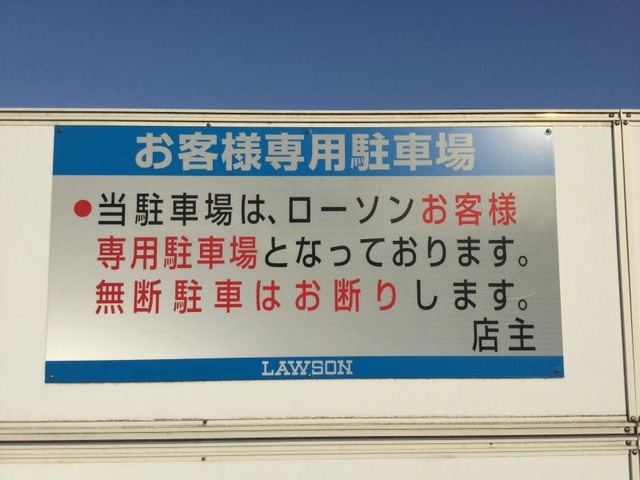 お客様専用駐車場
●当駐車場は、ローソンお客様
専用駐車場となっております。
無断駐車はお断りします。
店主
LAWSON